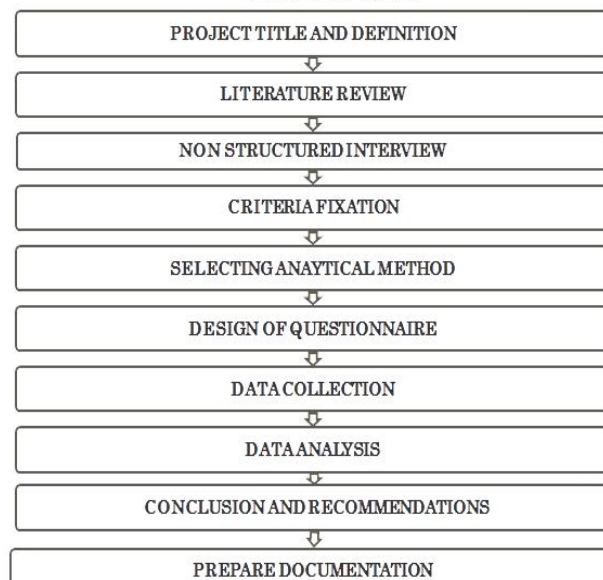 PROJECT TITLE AND DEFINITION
LITERATURE REVIEW
NON STRUCTURED INTERVIEW
CRITERIA FIXATION
SELECTING ANAYTICAL METHOD
DESIGN OF QUESTIONNAIRE
DATA COLLECTION
DATA ANALYSIS
CONCLUSION AND RECOMMENDATIONS
PREPARE DOCUMENTATION